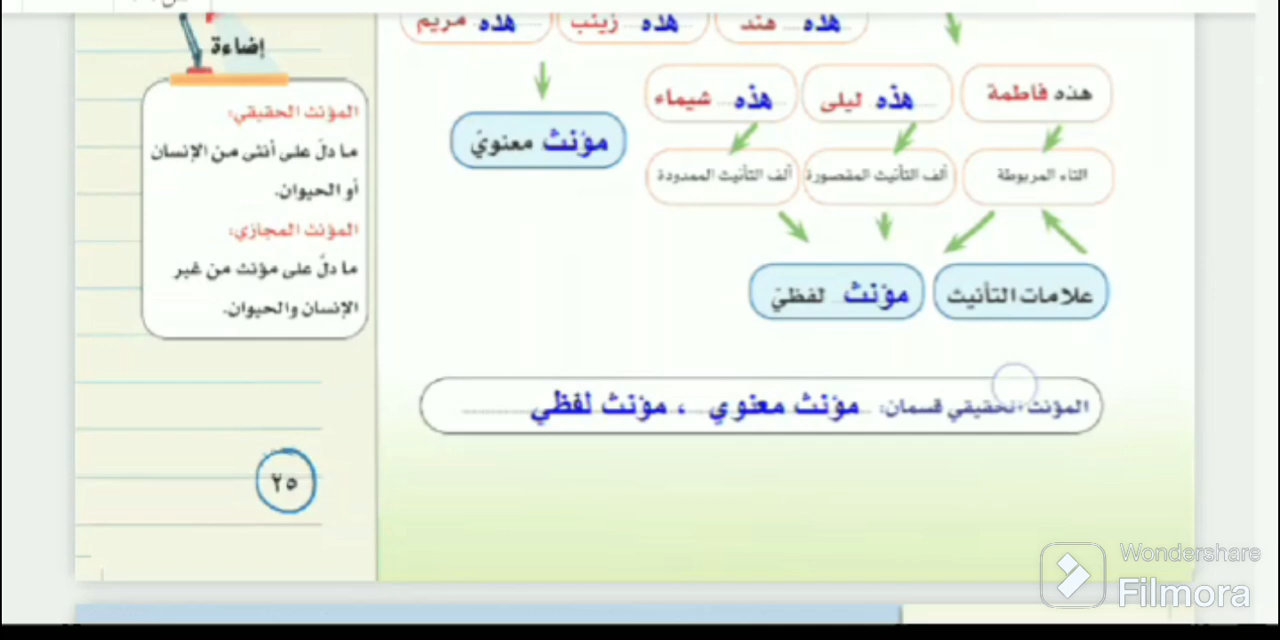 هذه هند هذه زينب هذه مريم
هذه فاطمة هذه ليلى هذه شيماء
مؤنث معنويّ
التاء المربوطة ألف التأنيث المقصورة ألف التأنيث الممدودة
علامات التأنيث مؤنث لفظيّ
المؤنث الحقيقي قسمان: مؤنث معنوي ، مؤنث لفظي
إضاءة
المؤنث الحقيقي:
ما دلّ على أنثى من الإنسان
أو الحيوان.
المؤنث المجازي:
ما دلّ على مؤنث من غير
الإنسان والحيوان.
٢٥
Wondershare
Filmora